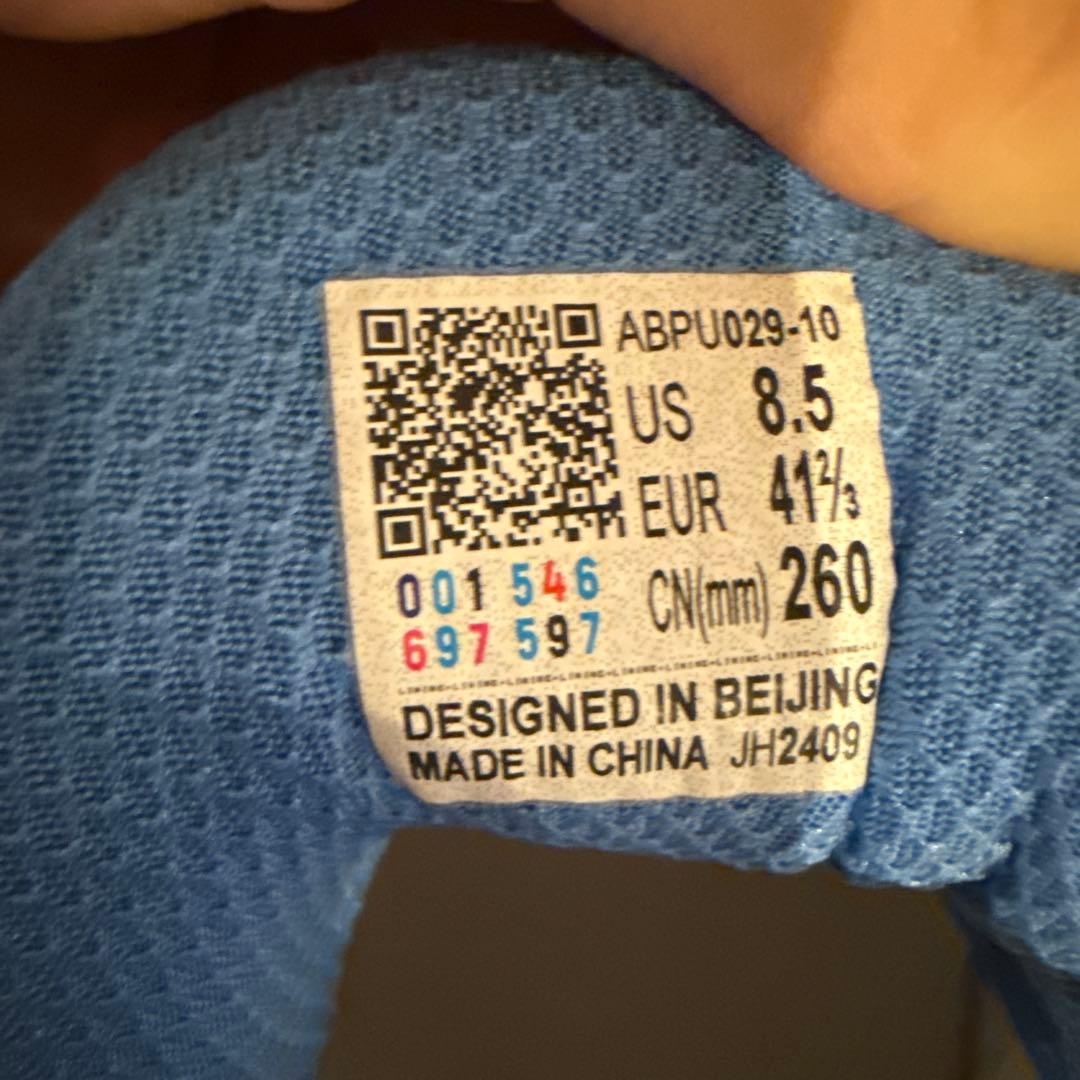 ABPU029-10
US 8.5
EUR 41⅔
CN(mm) 260
001 546
697 597
DESIGNED IN BEIJING
MADE IN CHINA JH2409